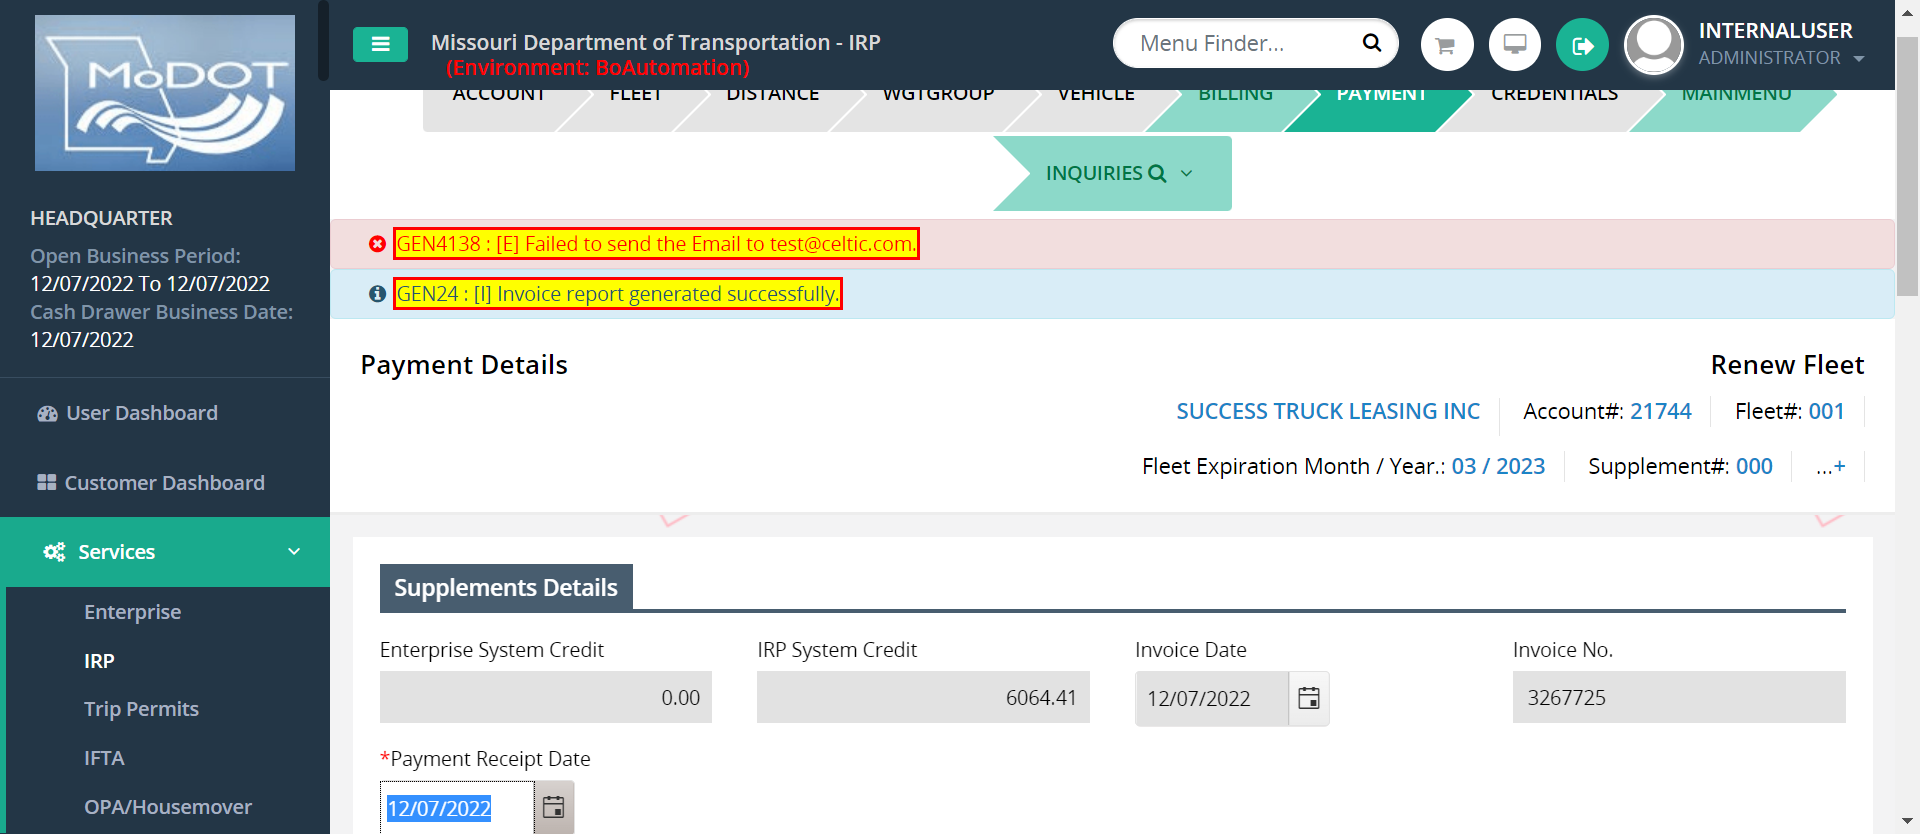 MoDOT
Missouri Department of Transportation - IRP
(Environment: BoAutomation)
Menu Finder...
INTERNALUSER
ADMINISTRATOR
ACCOUNT
FLEET
DISTANCE
WGTGROUP
VEHICLE
BILLING
PAYMENT
CREDENTIALS
MAINMENU
INQUIRIES
HEADQUARTER
Open Business Period:
12/07/2022 To 12/07/2022
Cash Drawer Business Date:
12/07/2022
User Dashboard
Customer Dashboard
Services
Enterprise
IRP
Trip Permits
IFTA
OPA/Housemover
GEN4138 : [E] Failed to send the Email to test@celtic.com.
GEN24 : [I] Invoice report generated successfully.
Payment Details
Renew Fleet
SUCCESS TRUCK LEASING INC
Account#: 21744
Fleet#: 001
Fleet Expiration Month / Year.: 03 / 2023
Supplement#: 000
...+
Supplements Details
Enterprise System Credit
0.00
IRP System Credit
6064.41
Invoice Date
12/07/2022
Invoice No.
3267725
*Payment Receipt Date
12/07/2022